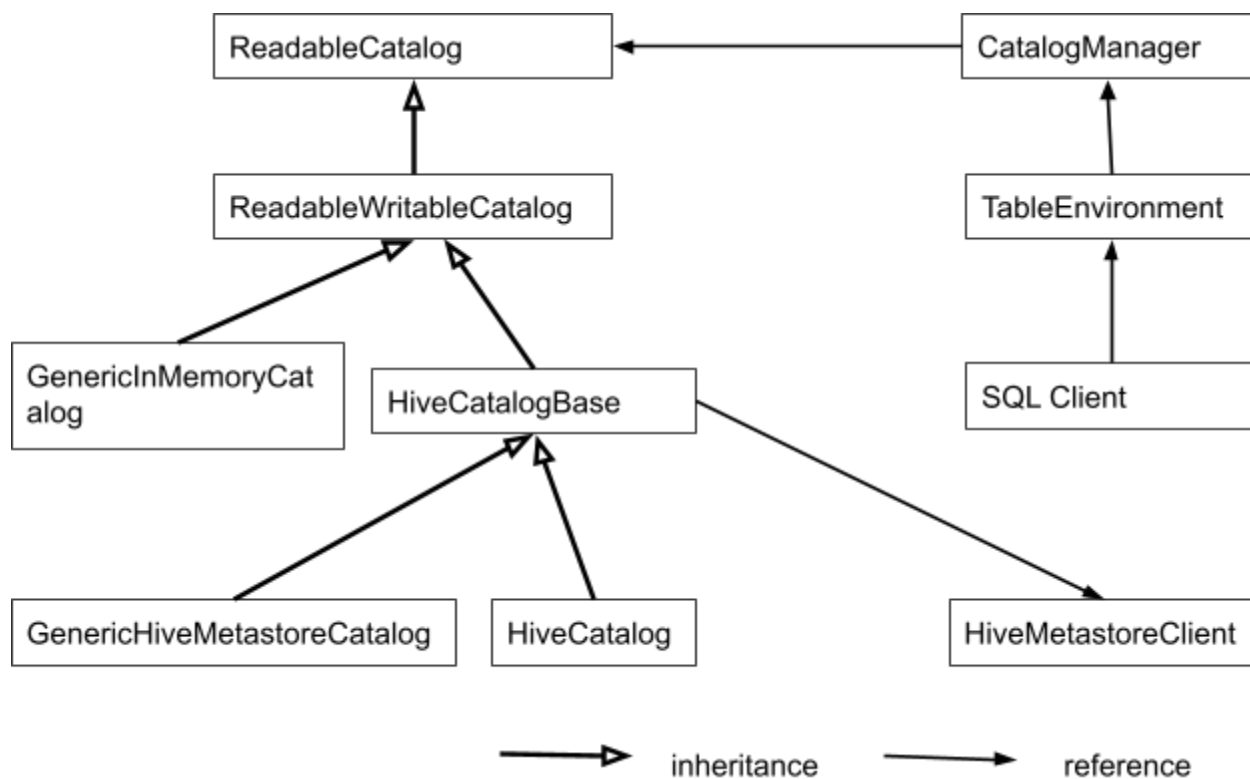 ReadableCatalog
CatalogManager
ReadableWritableCatalog
TableEnvironment
GenericInMemoryCat
alog
HiveCatalogBase
SQL Client
GenericHiveMetastoreCatalog
HiveCatalog
HiveMetastoreClient
inheritance
reference